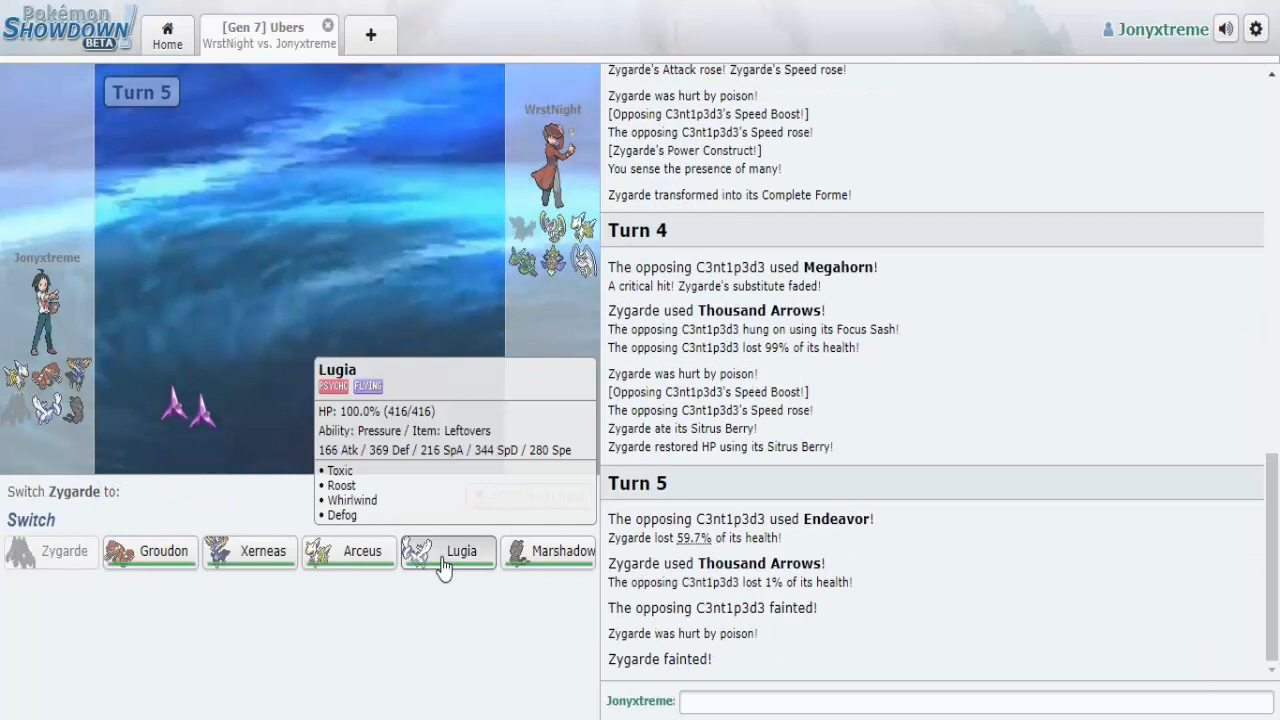 Pokémon
SHOWDOWN!
BETA
Home
[Gen 7] Ubers
WrstNight vs. Jonyxtreme
+
Jonyxtreme
Turn 5
WrstNight
Jonyxtreme
Lugia
PSYCHC FLYING
HP: 100.0% (416/416)
Ability: Pressure / Item: Leftovers
166 Atk / 369 Def / 216 SpA / 344 SpD / 280 Spe
• Toxic
• Roost
• Whirlwind
• Defog
Switch Zygarde to:
Switch
Zygarde Groudon Xerneas Arceus Lugia Marshadow
Zygarde's Attack rose! Zygarde's Speed rose!
Zygarde was hurt by poison!
[Opposing C3nt1p3d3's Speed Boost!]
The opposing C3nt1p3d3's Speed rose!
[Zygarde's Power Construct!]
You sense the presence of many!
Zygarde transformed into its Complete Forme!
Turn 4
The opposing C3nt1p3d3 used Megahorn!
A critical hit! Zygarde's substitute faded!
Zygarde used Thousand Arrows!
The opposing C3nt1p3d3 hung on using its Focus Sash!
The opposing C3nt1p3d3 lost 99% of its health!
Zygarde was hurt by poison!
[Opposing C3nt1p3d3's Speed Boost!]
The opposing C3nt1p3d3's Speed rose!
Zygarde ate its Sitrus Berry!
Zygarde restored HP using its Sitrus Berry!
Turn 5
The opposing C3nt1p3d3 used Endeavor!
Zygarde lost 59.7% of its health!
Zygarde used Thousand Arrows!
The opposing C3nt1p3d3 lost 1% of its health!
The opposing C3nt1p3d3 fainted!
Zygarde was hurt by poison!
Zygarde fainted!
Jonyxtreme: